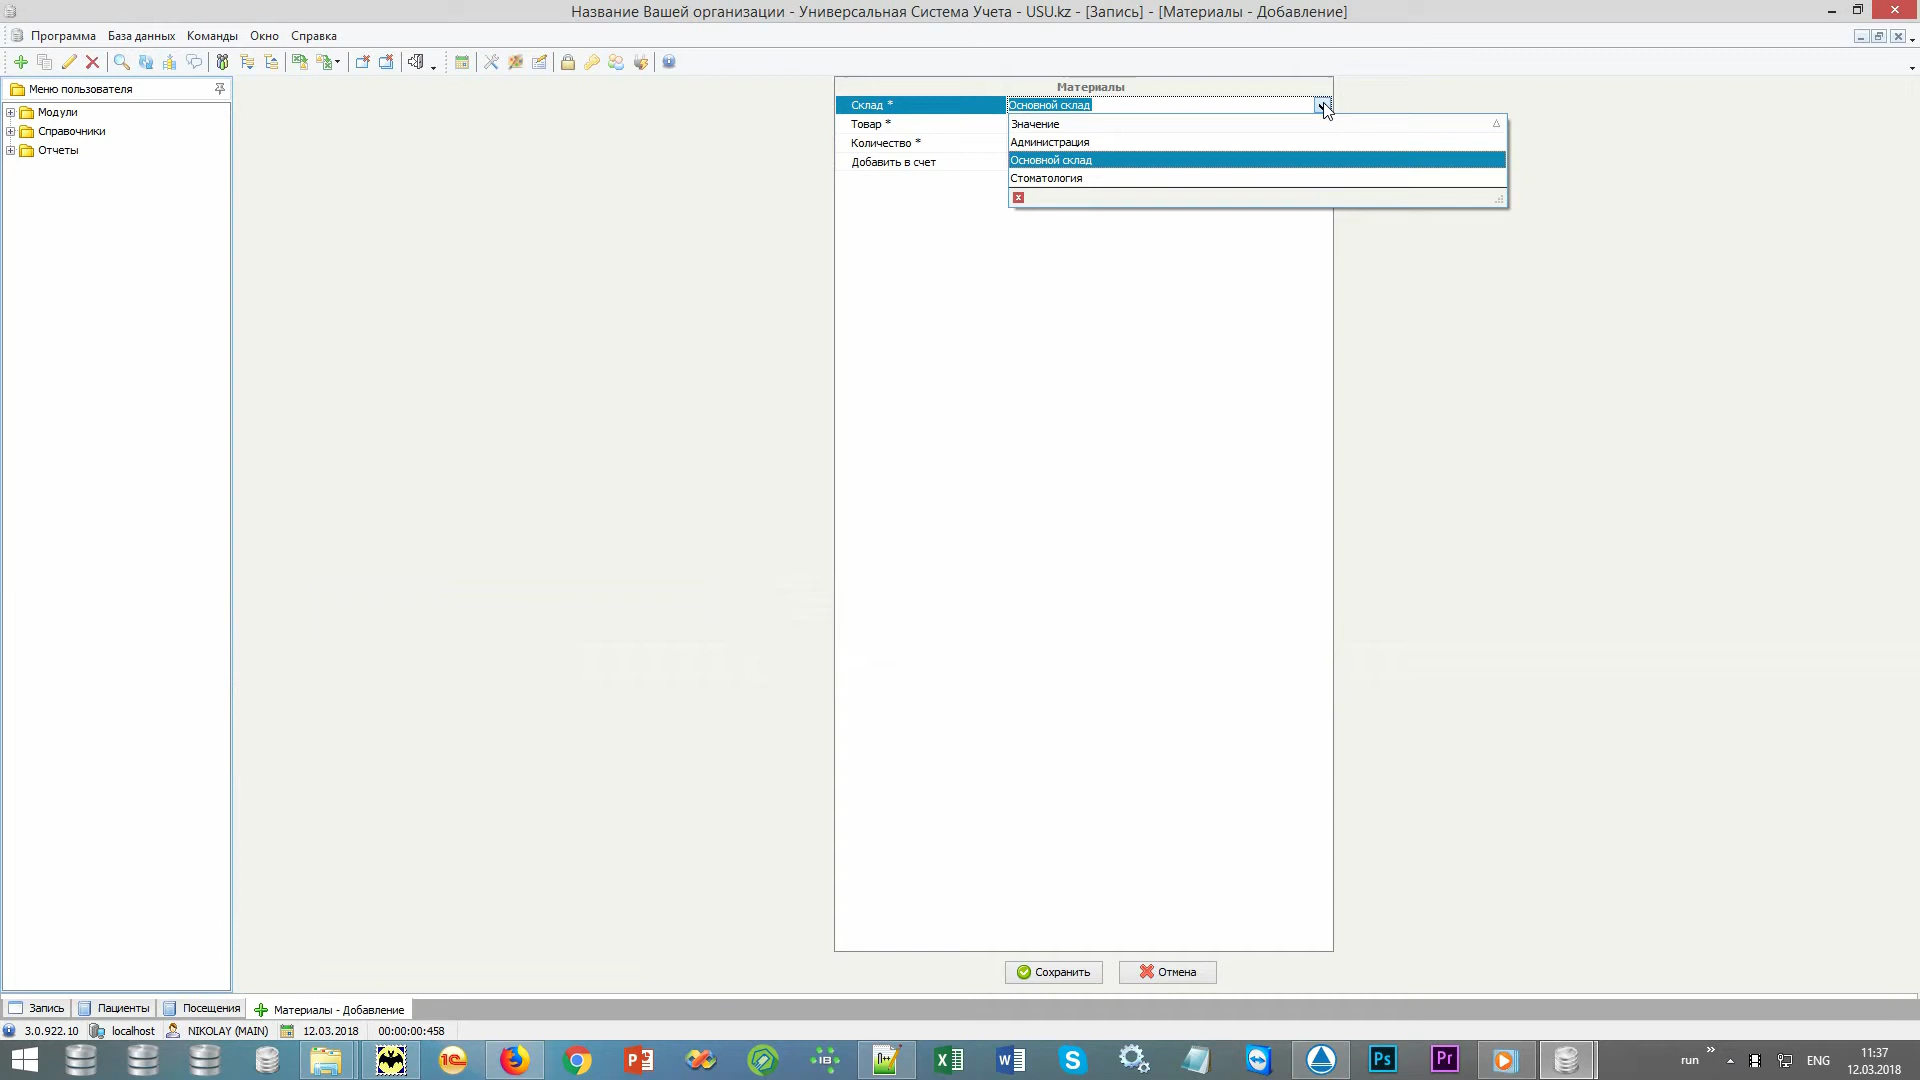 Название Вашей организации - Универсальная Система Учета - USU.kz - [Запись] - [Материалы - Добавление]
Программа База данных Команды Окно Справка
Меню пользователя
Модули
Справочники
Отчеты
Материалы
Склад * Основной склад
Товар *
Количество *
Добавить в счет
Значение
Администрация
Основной склад
Стоматология
Сохранить Отмена
Запись Пациенты Посещения Материалы - Добавление
3.0.922.10 localhost NIKOLAY (MAIN) 12.03.2018 00:00:00:458
run ENG 11:37
12.03.2018